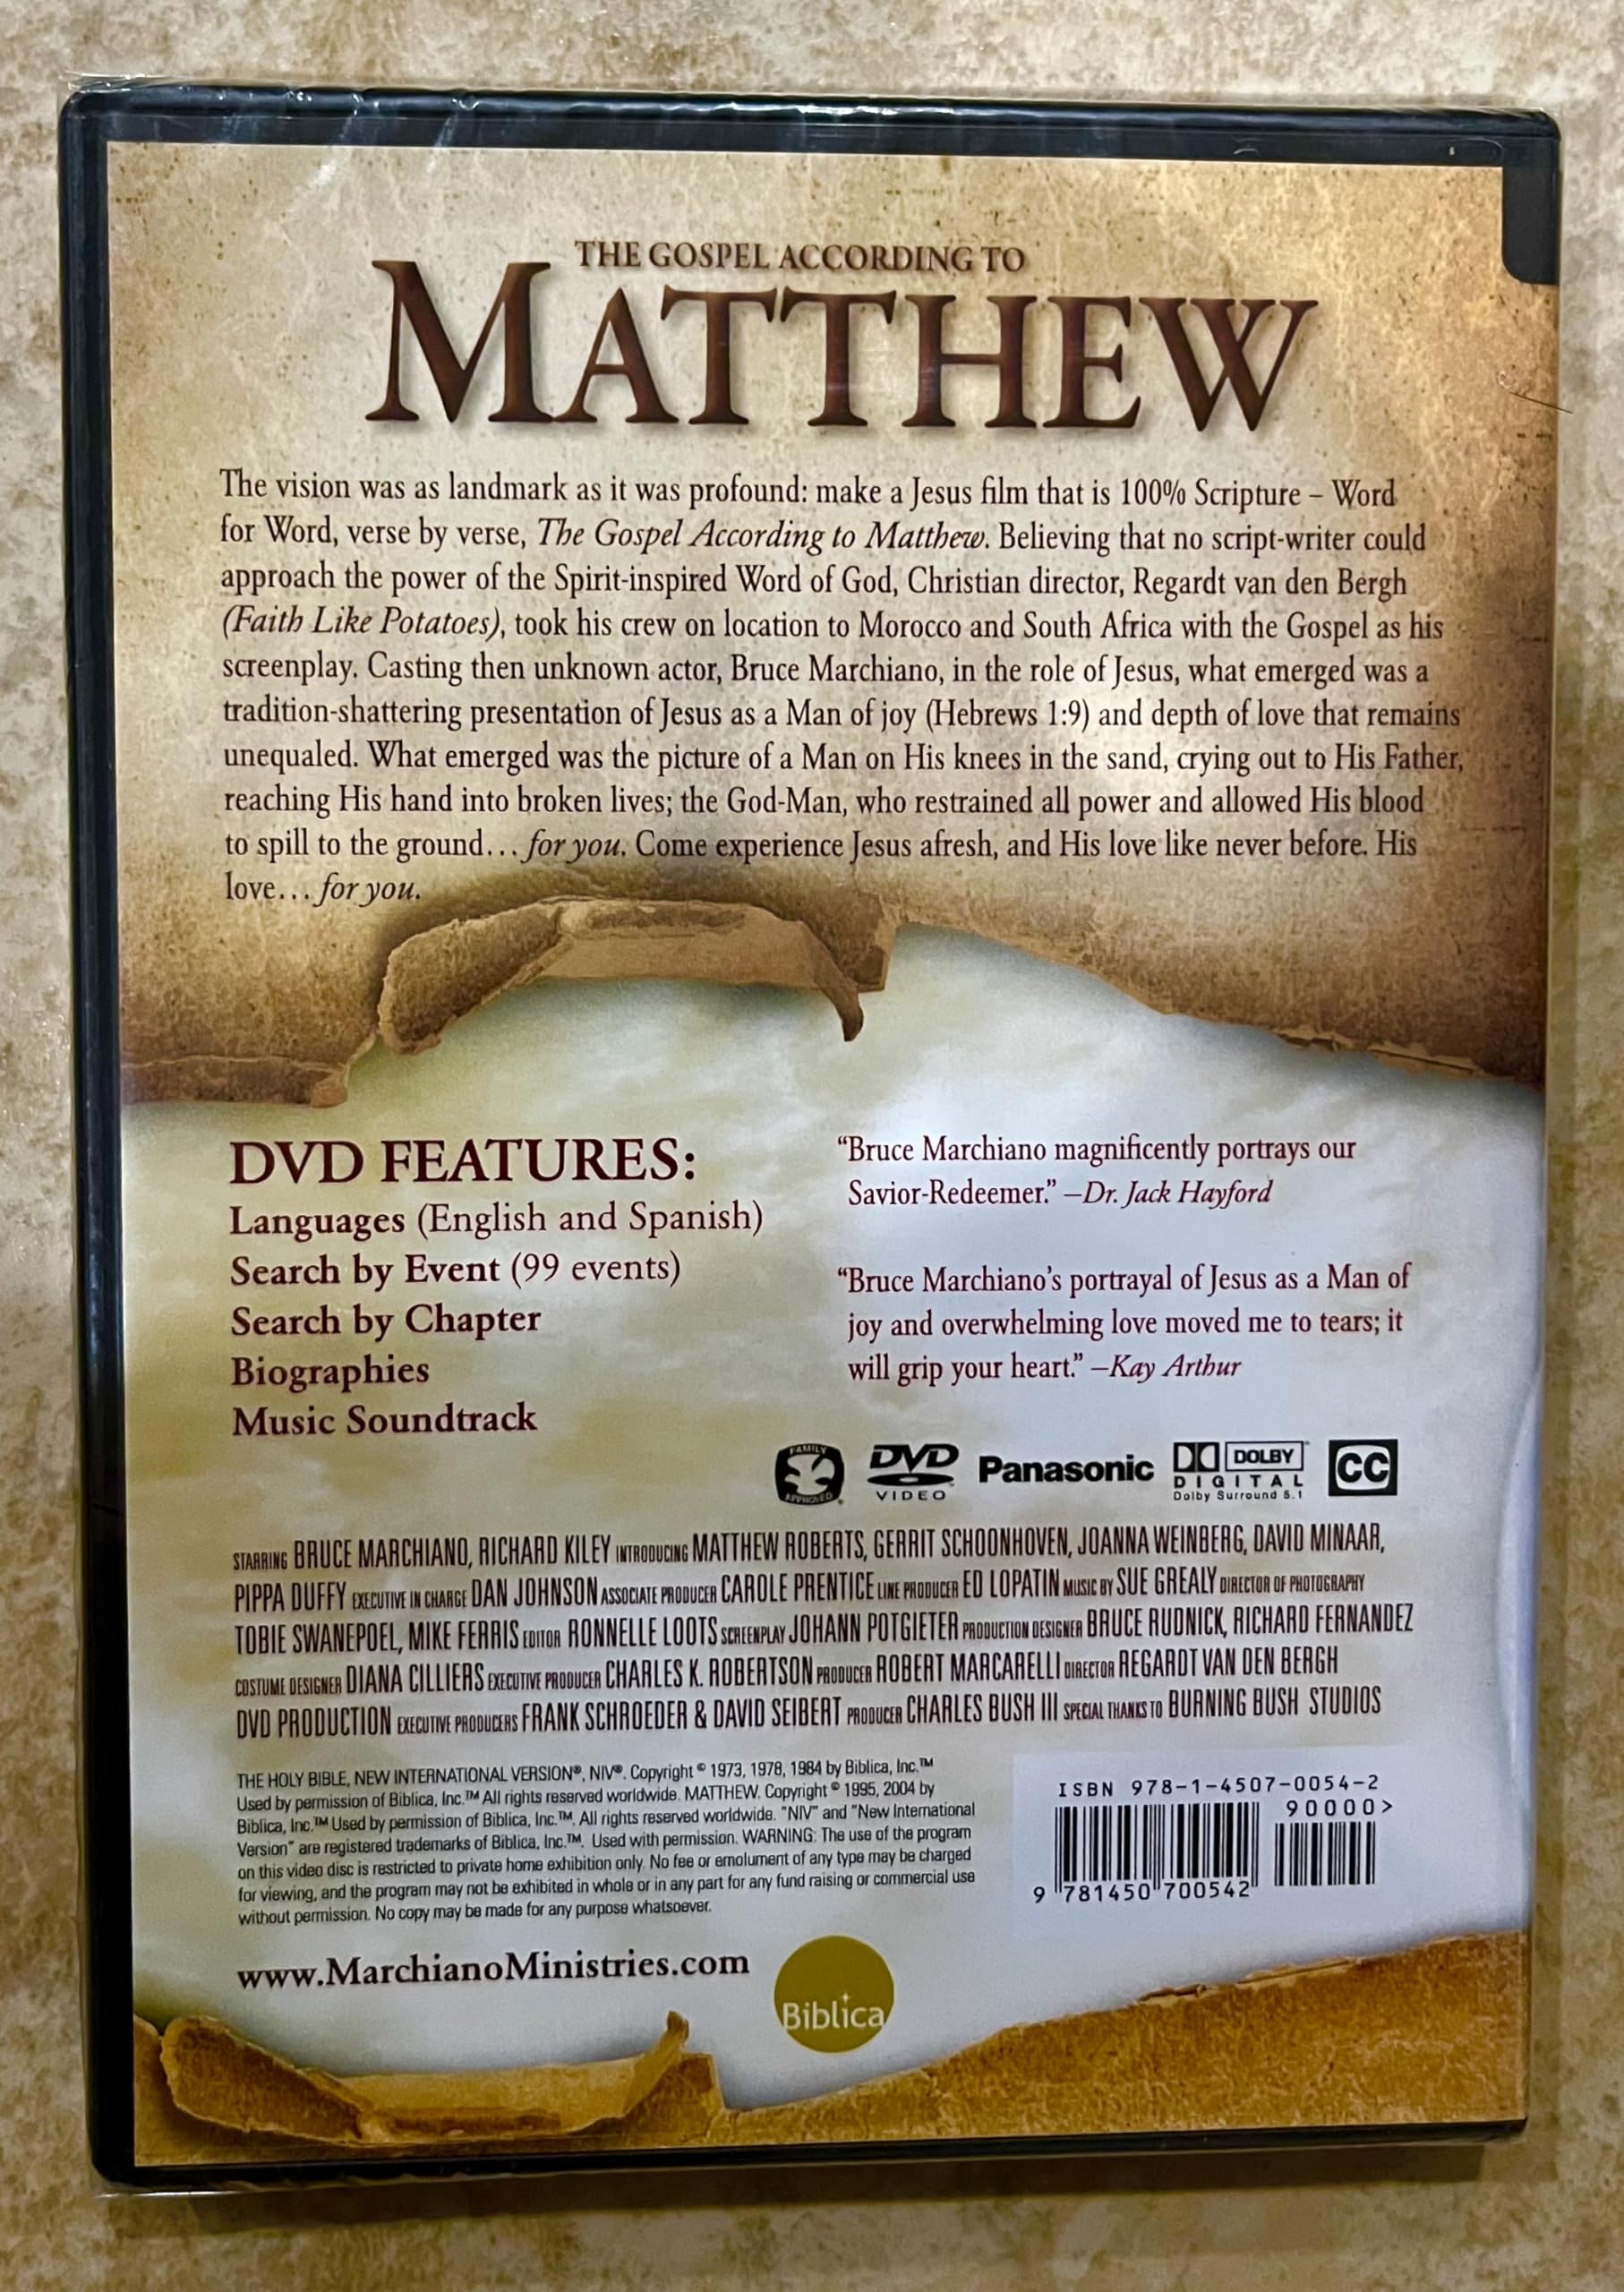 THE GOSPEL ACCORDING TO
MATTHEW
The vision was as landmark as it was profound: make a Jesus film that is 100% Scripture – Word
for Word, verse by verse, The Gospel According to Matthew. Believing that no script-writer could
approach the power of the Spirit-inspired Word of God, Christian director, Regardt van den Bergh
(Faith Like Potatoes), took his crew on location to Morocco and South Africa with the Gospel as his
screenplay. Casting then unknown actor, Bruce Marchiano, in the role of Jesus, what emerged was a
tradition-shattering presentation of Jesus as a Man of joy (Hebrews 1:9) and depth of love that remains
unequaled. What emerged was the picture of a Man on His knees in the sand, crying out to His Father,
reaching His hand into broken lives; the God-Man, who restrained all power and allowed His blood
to spill to the ground… for you. Come experience Jesus afresh, and His love like never before. His
love… for you.
DVD FEATURES:
Languages (English and Spanish)
Search by Event (99 events)
Search by Chapter
Biographies
Music Soundtrack
“Bruce Marchiano magnificently portrays our
Savior-Redeemer.” –Dr. Jack Hayford
“Bruce Marchiano’s portrayal of Jesus as a Man of
joy and overwhelming love moved me to tears; it
will grip your heart.” –Kay Arthur
FAMILY
APPROVED
DVD
VIDEO
Panasonic
DOLBY
DIGITAL
Dolby Surround 5.1
CC
STARRING BRUCE MARCHIANO, RICHARD KILEY INTRODUCING MATTHEW ROBERTS, GERRIT SCHOONHOVEN, JOANNA WEINBERG, DAVID MINAAR,
PIPPA DUFFY EXECUTIVE IN CHARGE DAN JOHNSON ASSOCIATE PRODUCER CAROLE PRENTICE LINE PRODUCER ED LOPATIN MUSIC BY SUE GREALY DIRECTOR OF PHOTOGRAPHY
TOBIE SWANEPOEL, MIKE FERRIS EDITOR RONNELLE LOOTS SCREENPLAY JOHANN POTGIETER PRODUCTION DESIGNER BRUCE RUDNICK, RICHARD FERNANDEZ
COSTUME DESIGNER DIANA CILLIERS EXECUTIVE PRODUCER CHARLES K. ROBERTSON PRODUCER ROBERT MARCARELLI DIRECTOR REGARDT VAN DEN BERGH
DVD PRODUCTION EXECUTIVE PRODUCERS FRANK SCHROEDER & DAVID SEIBERT PRODUCER CHARLES BUSH III SPECIAL THANKS TO BURNING BUSH STUDIOS
THE HOLY BIBLE, NEW INTERNATIONAL VERSION®, NIV®. Copyright © 1973, 1978, 1984 by Biblica, Inc.™
Used by permission of Biblica, Inc.™ All rights reserved worldwide. MATTHEW. Copyright © 1995, 2004 by
Biblica, Inc.™ Used by permission of Biblica, Inc.™. All rights reserved worldwide. "NIV" and "New International
Version" are registered trademarks of Biblica, Inc.™. Used with permission. WARNING: The use of the program
on this video disc is restricted to private home exhibition only. No fee or emolument of any type may be charged
for viewing, and the program may not be exhibited in whole or in any part for any fund raising or commercial use
without permission. No copy may be made for any purpose whatsoever.
ISBN 978-1-4507-0054-2
90000>
9 781450 700542
www.MarchianoMinistries.com
Biblica